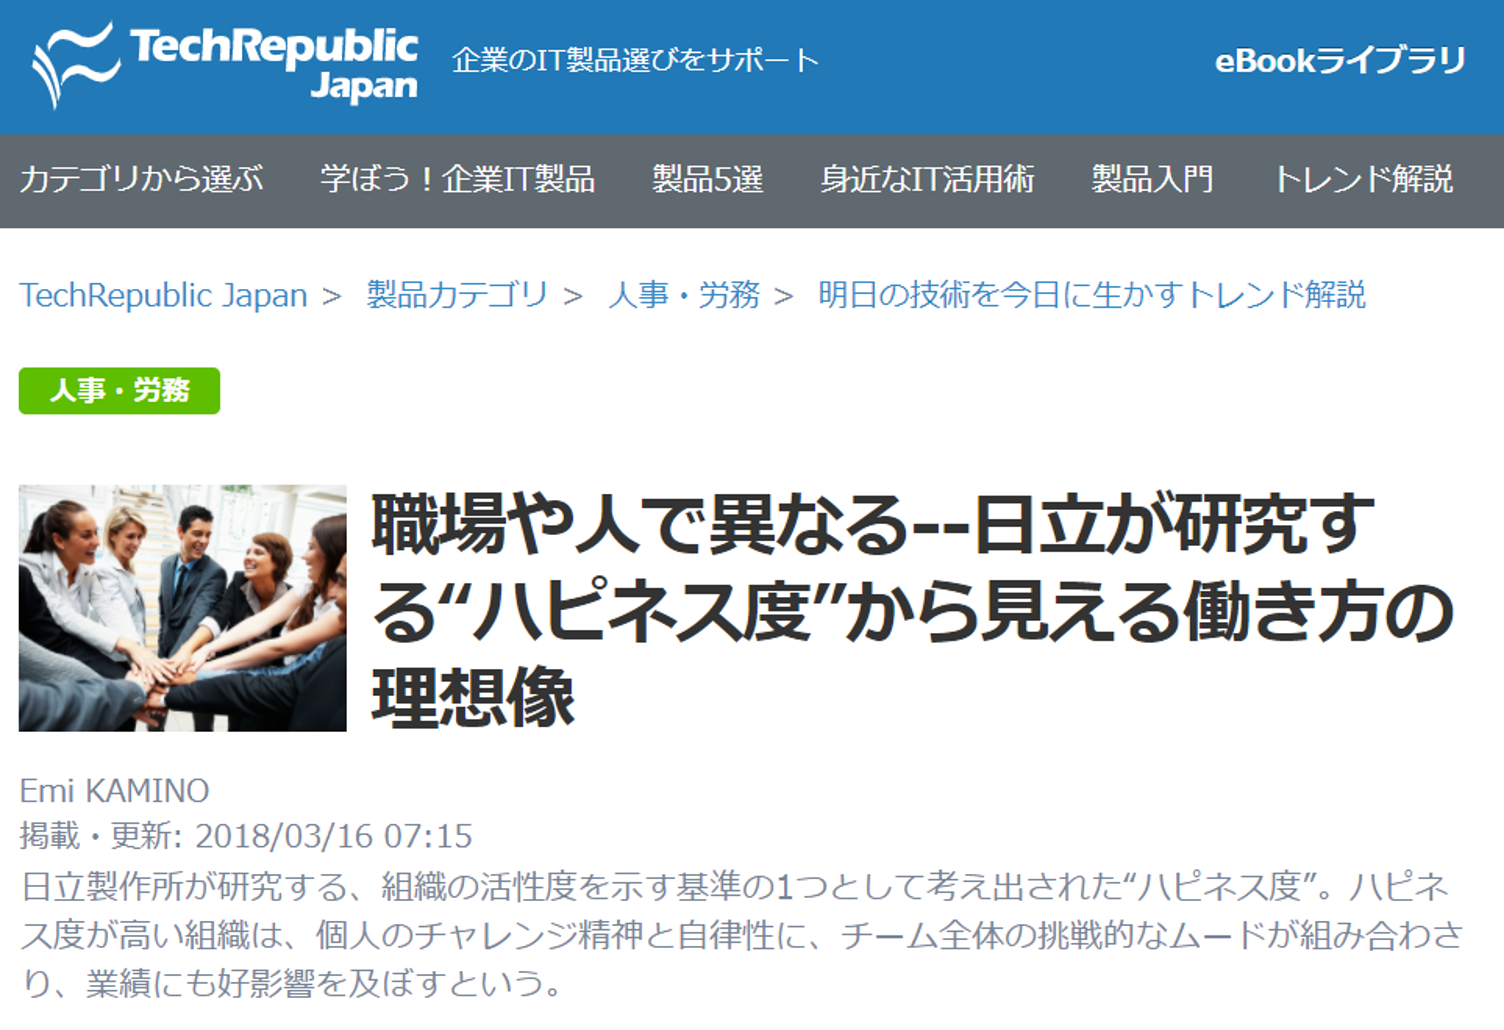 TechRepublic
Japan
企業のIT製品選びをサポート
eBookライブラリ
カテゴリから選ぶ 学ぼう！企業IT製品 製品5選 身近なIT活用術 製品入門 トレンド解説
TechRepublic Japan > 製品カテゴリ > 人事・労務 > 明日の技術を今日に生かすトレンド解説
人事・労務
職場や人で異なる--日立が研究す
る“ハピネス度”から見える働き方の
理想像
Emi KAMINO
掲載・更新: 2018/03/16 07:15
日立製作所が研究する、組織の活性度を示す基準の1つとして考え出された“ハピネス度”。ハピネ
ス度が高い組織は、個人のチャレンジ精神と自律性に、チーム全体の挑戦的なムードが組み合わさ
り、業績にも好影響を及ぼすという。